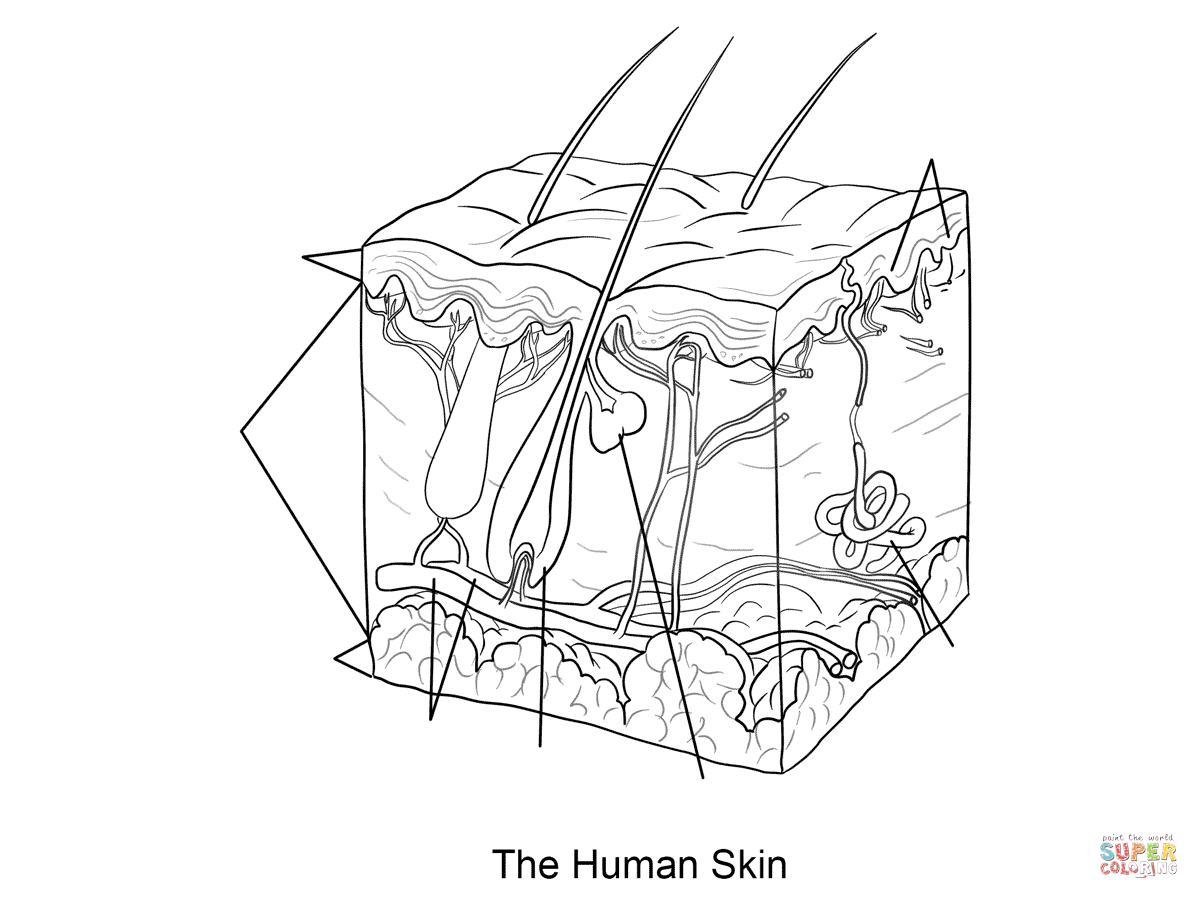 The Human Skin
paint the world
SUPER
COLORING